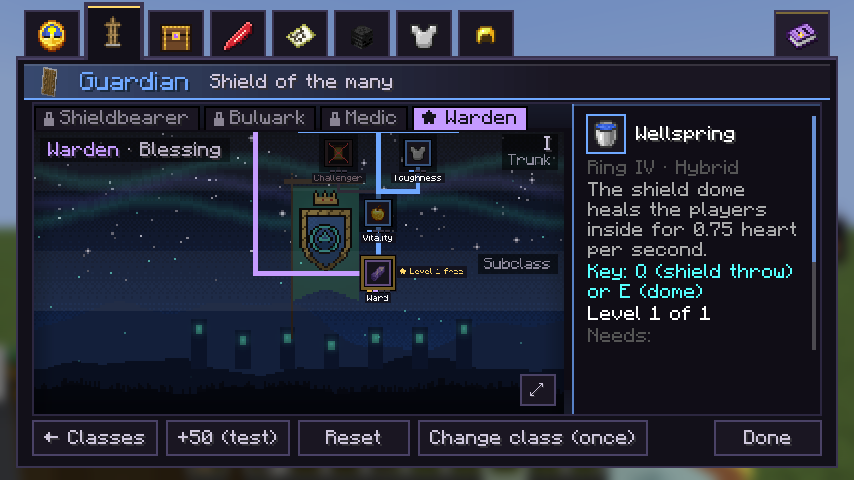 Guardian Shield of the many
Shieldbearer Bulwark Medic Warden
Warden · Blessing
I
Trunk
Challenger Toughness
Vitality
Subclass
Level 1 free
Ward
Wellspring
Ring IV · Hybrid
The shield dome
heals the players
inside for 0.75 heart
per second.
Key: Q (shield throw)
or E (dome)
Level 1 of 1
Needs:
← Classes +50 (test) Reset Change class (once) Done